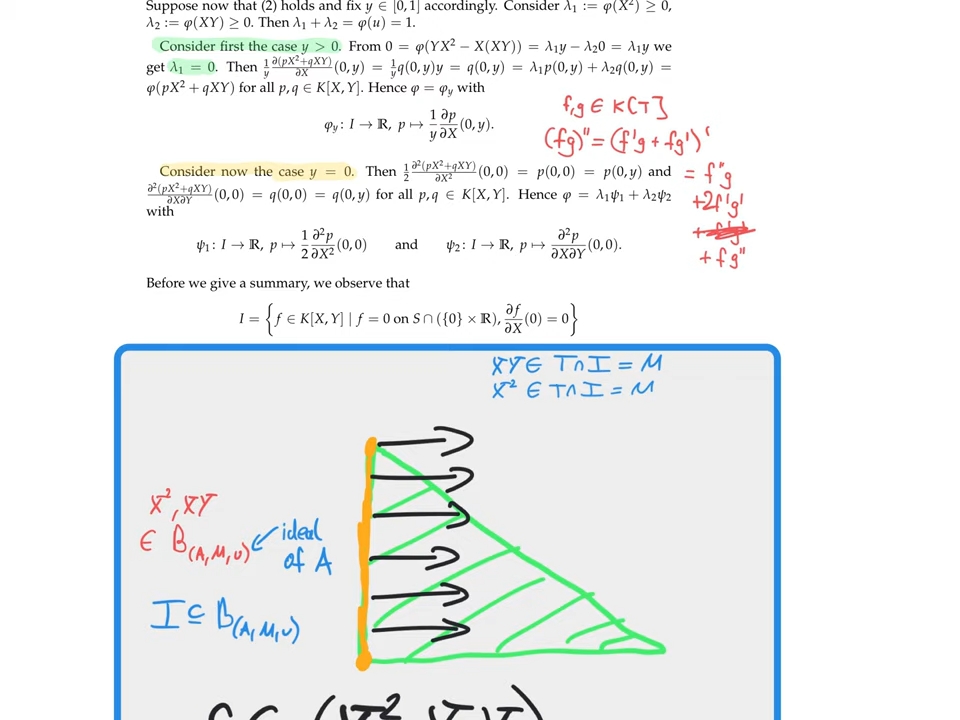 Suppose now that (2) holds and fix y ∈ [0, 1] accordingly. Consider λ₁ := φ(X²) ≥ 0,
λ₂ := φ(XY) ≥ 0. Then λ₁ + λ₂ = φ(u) = 1.
Consider first the case y > 0. From 0 = φ(YX² − X(XY)) = λ₁y − λ₂0 = λ₁y we
get λ₁ = 0. Then 1/y ∂(pX²+qXY)/∂X (0, y) = 1/y q(0, y)y = q(0, y) = λ₁p(0, y) + λ₂q(0, y) =
φ(pX² + qXY) for all p, q ∈ K[X, Y]. Hence φ = φ_y with
φ_y : I → ℝ, p ↦ 1/y ∂p/∂X (0, y).
f,g ∈ K[T]
(fg)'' = (f'g + fg')'
= f''g
+2f'g'
+ fg''
Consider now the case y = 0. Then 1/2 ∂²(pX²+qXY)/∂X² (0, 0) = p(0, 0) = p(0, y) and
∂²(pX²+qXY)/∂X∂Y (0, 0) = q(0, 0) = q(0, y) for all p, q ∈ K[X, Y]. Hence φ = λ₁ψ₁ + λ₂ψ₂
with
ψ₁ : I → ℝ, p ↦ 1/2 ∂²p/∂X² (0, 0) and ψ₂ : I → ℝ, p ↦ ∂²p/∂X∂Y (0, 0).
Before we give a summary, we observe that
I = { f ∈ K[X, Y] | f = 0 on S ∩ ({0} × ℝ), ∂f/∂X (0) = 0 }
XY ∈ T∩I = M
X² ∈ T∩I = M
X², XY
∈ B_(A,M,u)
ideal
of A
I ⊆ B_(A,M,u)